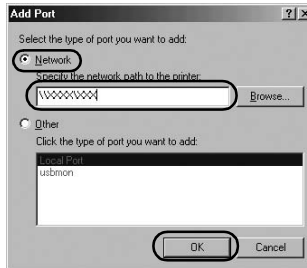 Add Port
Select the type of port you want to add:
Network
Specify the network path to the printer:
\\XXXX\XXX
Browse...
Other
Click the type of port you want to add:
Local Port
usbmon
OK
Cancel